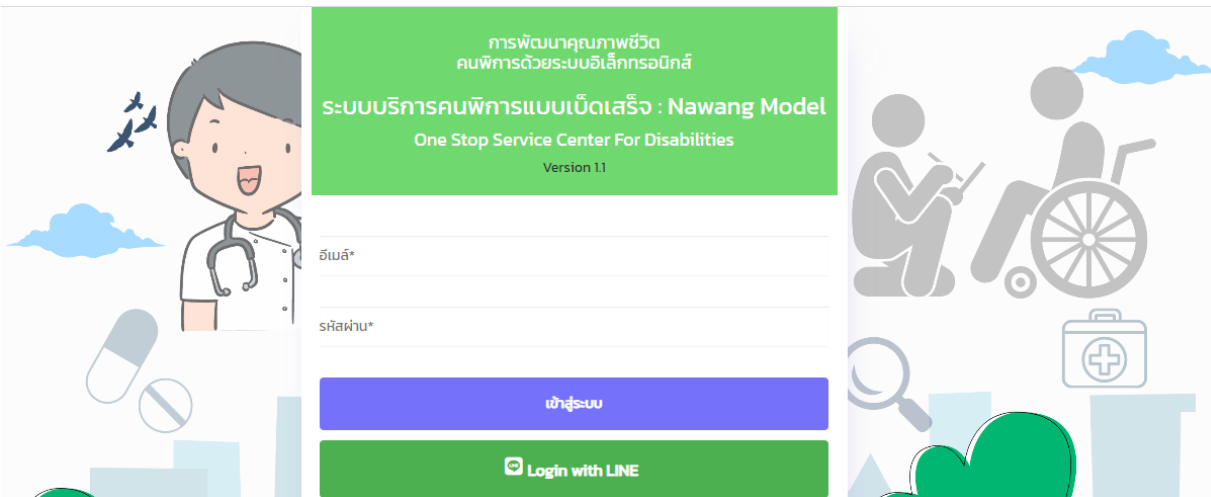 การพัฒนาคุณภาพชีวิต
คนพิการด้วยระบบอิเล็กทรอนิกส์
ระบบบริการคนพิการแบบเบ็ดเสร็จ : Nawang Model
One Stop Service Center For Disabilities
Version 1.1
อีเมล์*
รหัสผ่าน*
เข้าสู่ระบบ
Login with LINE